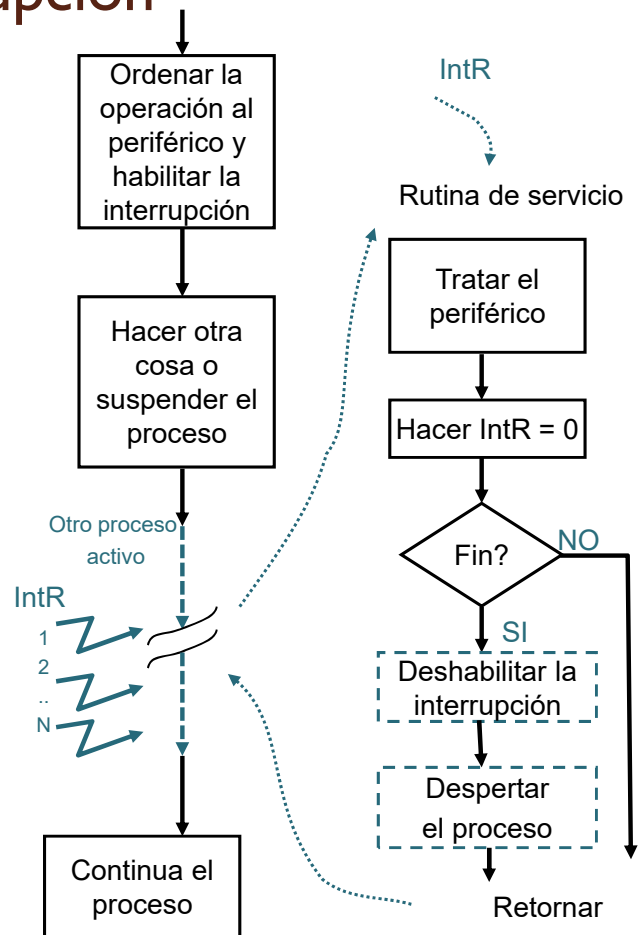 upción
Ordenar la
operación al
periférico y
habilitar la
interrupción
Hacer otra
cosa o
suspender el
proceso
Otro proceso
activo
IntR
1
2
..
N
Continua el
proceso
IntR
Rutina de servicio
Tratar el
periférico
Hacer IntR = 0
Fin?
NO
SI
Deshabilitar la
interrupción
Despertar
el proceso
Retornar